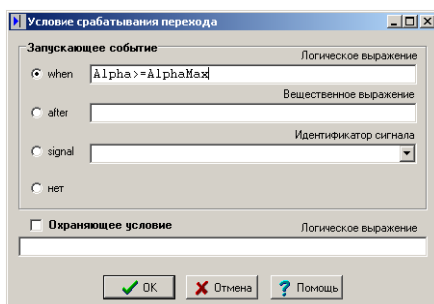 Условие срабатывания перехода
Запускающее событие
Логическое выражение
when
Alpha>=AlphaMax
Вещественное выражение
after
Идентификатор сигнала
signal
нет
Охраняющее условие
Логическое выражение
OK
Отмена
? Помощь